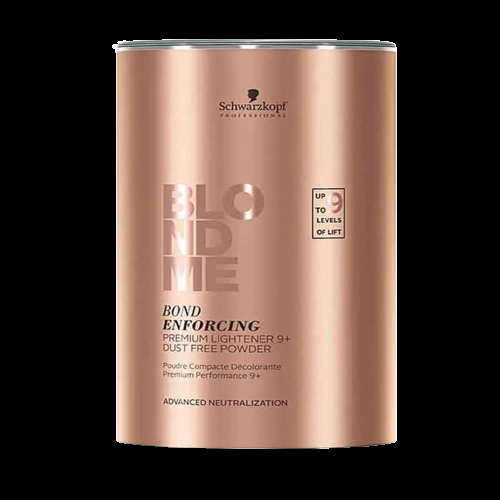 Schwarzkopf
PROFESSIONAL
BLO
ND
ME
UP
TO 9
LEVELS
OF LIFT
BOND
ENFORCING
PREMIUM LIGHTENER 9+
DUST FREE POWDER
Poudre Compacte Décolorante
Premium Performance 9+
ADVANCED NEUTRALIZATION